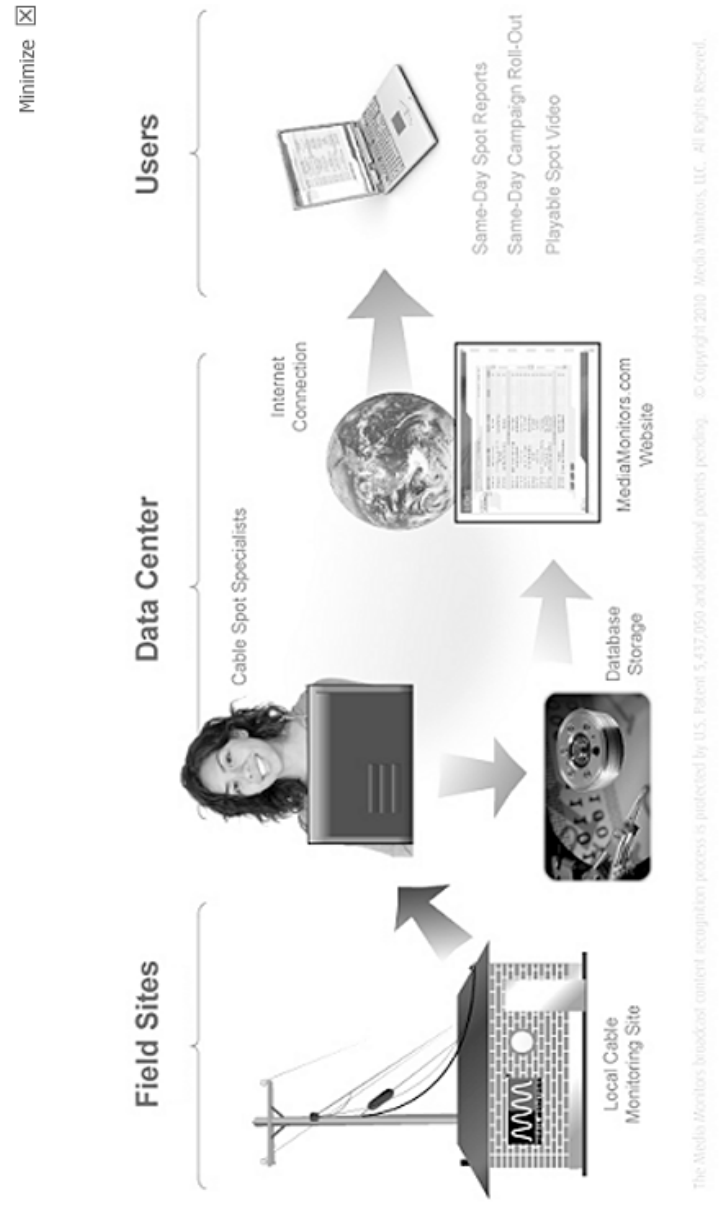 Minimize
Field Sites
Data Center
Users
Cable Spot Specialists
Internet
Connection
Local Cable
Monitoring Site
Database
Storage
MediaMonitors.com
Website
Same-Day Spot Reports
Same-Day Campaign Roll-Out
Playable Spot Video
The Media Monitors broadcast content recognition process is protected by U.S. Patent 5,437,050 and additional patents pending. © Copyright 2010 Media Monitors, LLC. All Rights Reseved.